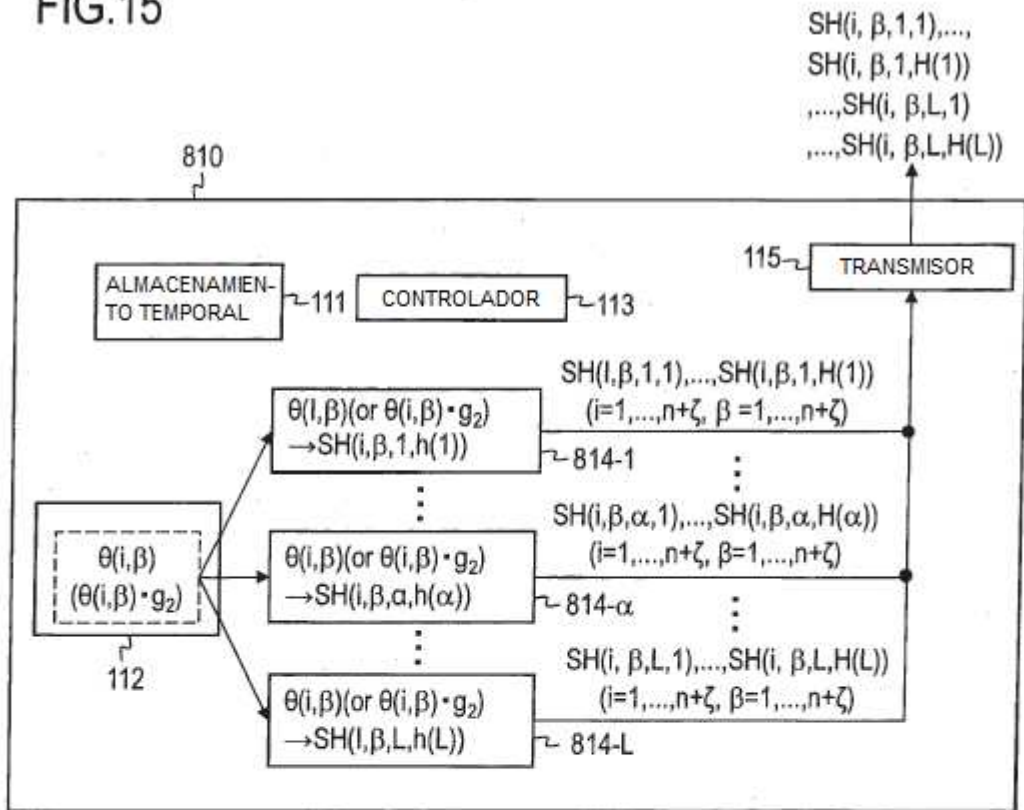 FIG.15
SH(i, β,1,1),...,
SH(i, β,1,H(1))
,...,SH(i, β,L,1)
,...,SH(i, β,L,H(L))
810
115
TRANSMISOR
ALMACENAMIEN-
TO TEMPORAL
111
CONTROLADOR
113
SH(I,β,1,1),...,SH(i,β,1,H(1))
(i=1,...,n+ζ, β =1,...,n+ζ)
θ(I,β)(or θ(i,β)・g₂)
→SH(i,β,1,h(1))
814-1
SH(i,β,α,1),...,SH(i,β,α,H(α))
(i=1,...,n+ζ, β=1,...,n+ζ)
θ(i,β)(or θ(i,β)・g₂)
→SH(i,β,a,h(α))
814-α
θ(i,β)
(θ(i,β)・g₂)
112
SH(i, β,L,1),...,SH(i, β,L,H(L))
(i=1,...,n+ζ, β=1,...,n+ζ)
θ(i,β)(or θ(i,β)・g₂)
→SH(I,β,L,h(L))
814-L